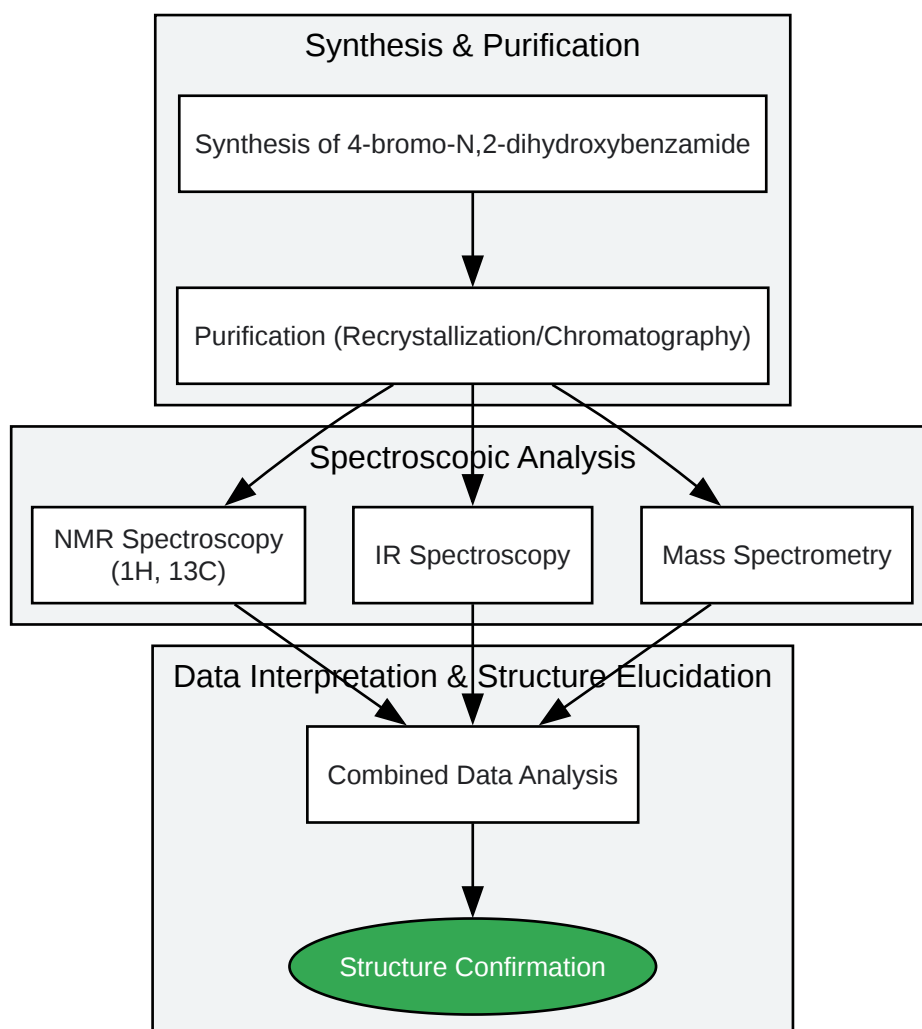 Synthesis & Purification
Synthesis of 4-bromo-N,2-dihydroxybenzamide
Purification (Recrystallization/Chromatography)
Spectroscopic Analysis
NMR Spectroscopy
(1H, 13C)
IR Spectroscopy
Mass Spectrometry
Data Interpretation & Structure Elucidation
Combined Data Analysis
Structure Confirmation